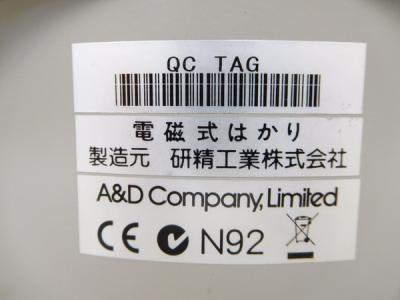 QC TAG
電磁式はかり
製造元 研精工業株式会社
A&D Company, Limited
CE N92